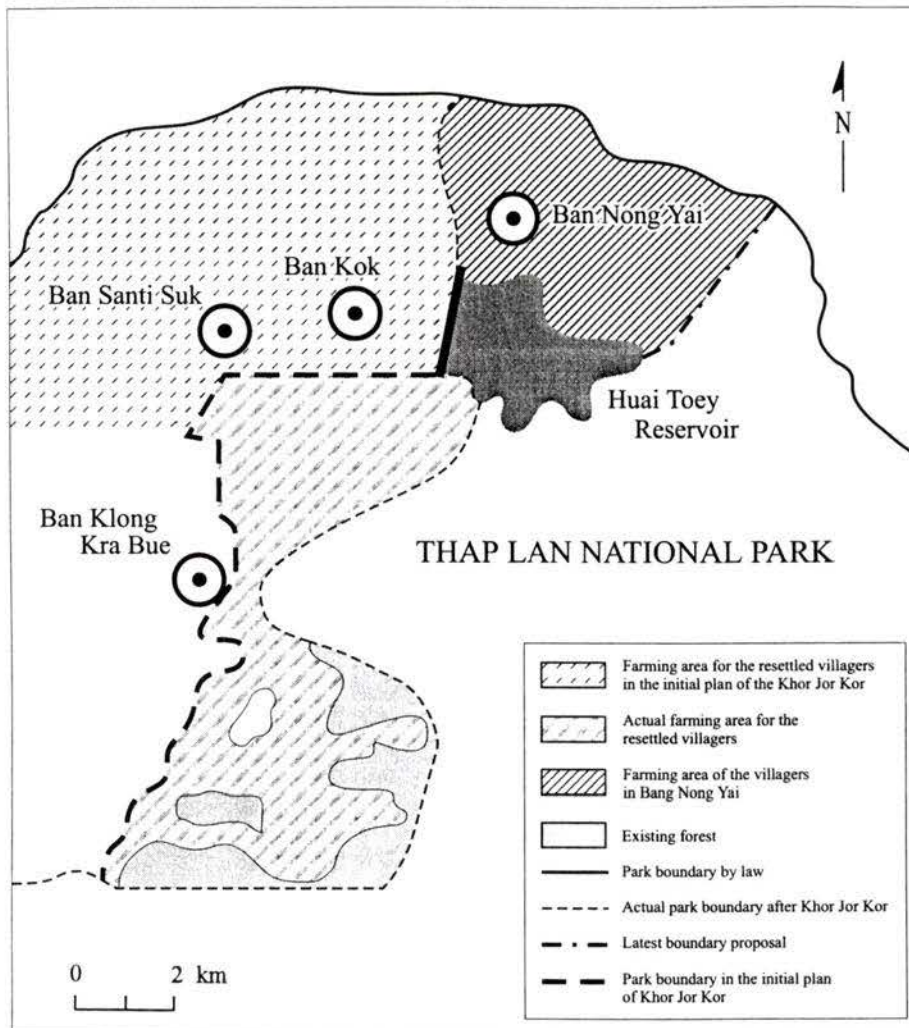 N
Ban Nong Yai
Ban Kok
Ban Santi Suk
Huai Toey
Reservoir
Ban Klong
Kra Bue
THAP LAN NATIONAL PARK
Farming area for the resettled villagers
in the initial plan of the Khor Jor Kor
Actual farming area for the
resettled villagers
Farming area of the villagers
in Bang Nong Yai
Existing forest
Park boundary by law
Actual park boundary after Khor Jor Kor
Latest boundary proposal
Park boundary in the initial plan
of Khor Jor Kor
0 2 km